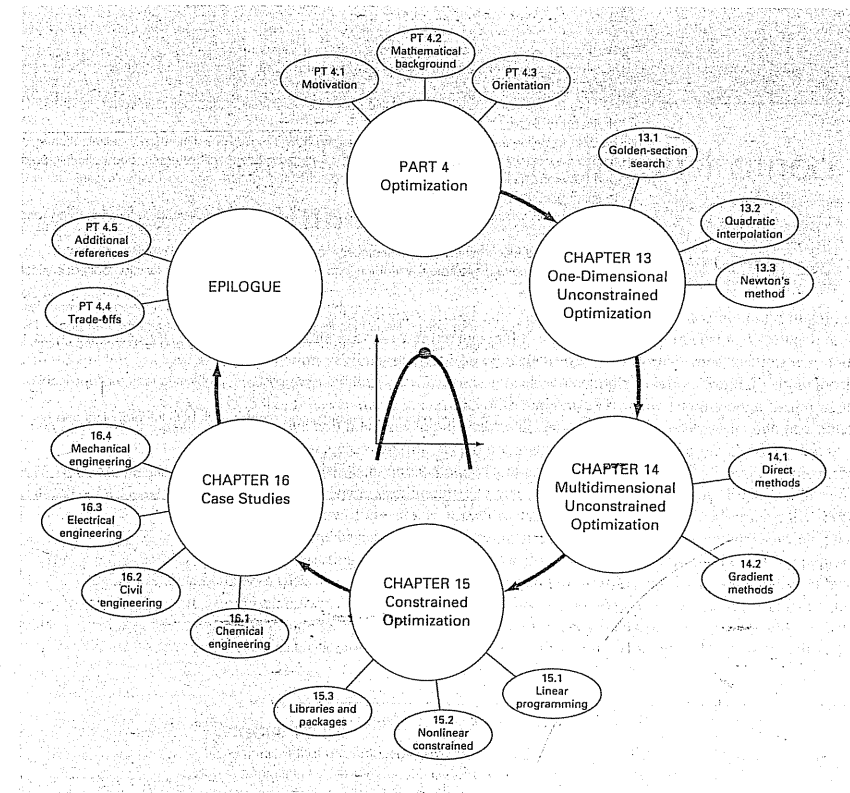 PT 4.1
Motivation
PT 4.2
Mathematical
background
PT 4.3
Orientation
PART 4
Optimization
13.1
Golden-section
search
13.2
Quadratic
interpolation
13.3
Newton's
method
CHAPTER 13
One-Dimensional
Unconstrained
Optimization
14.1
Direct
methods
14.2
Gradient
methods
CHAPTER 14
Multidimensional
Unconstrained
Optimization
15.1
Linear
programming
15.2
Nonlinear
constrained
15.3
Libraries and
packages
CHAPTER 15
Constrained
Optimization
16.1
Chemical
engineering
16.2
Civil
engineering
16.3
Electrical
engineering
16.4
Mechanical
engineering
CHAPTER 16
Case Studies
PT 4.4
Trade-offs
PT 4.5
Additional
references
EPILOGUE